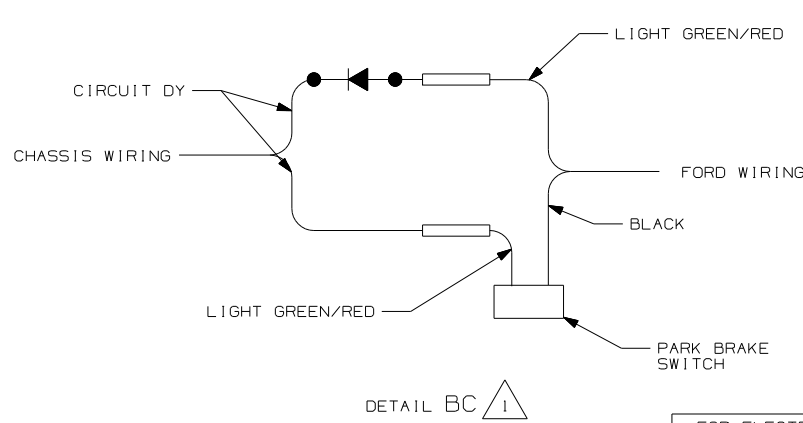 LIGHT GREEN/RED
CIRCUIT DY
CHASSIS WIRING
FORD WIRING
BLACK
LIGHT GREEN/RED
PARK BRAKE
SWITCH
DETAIL BC 1